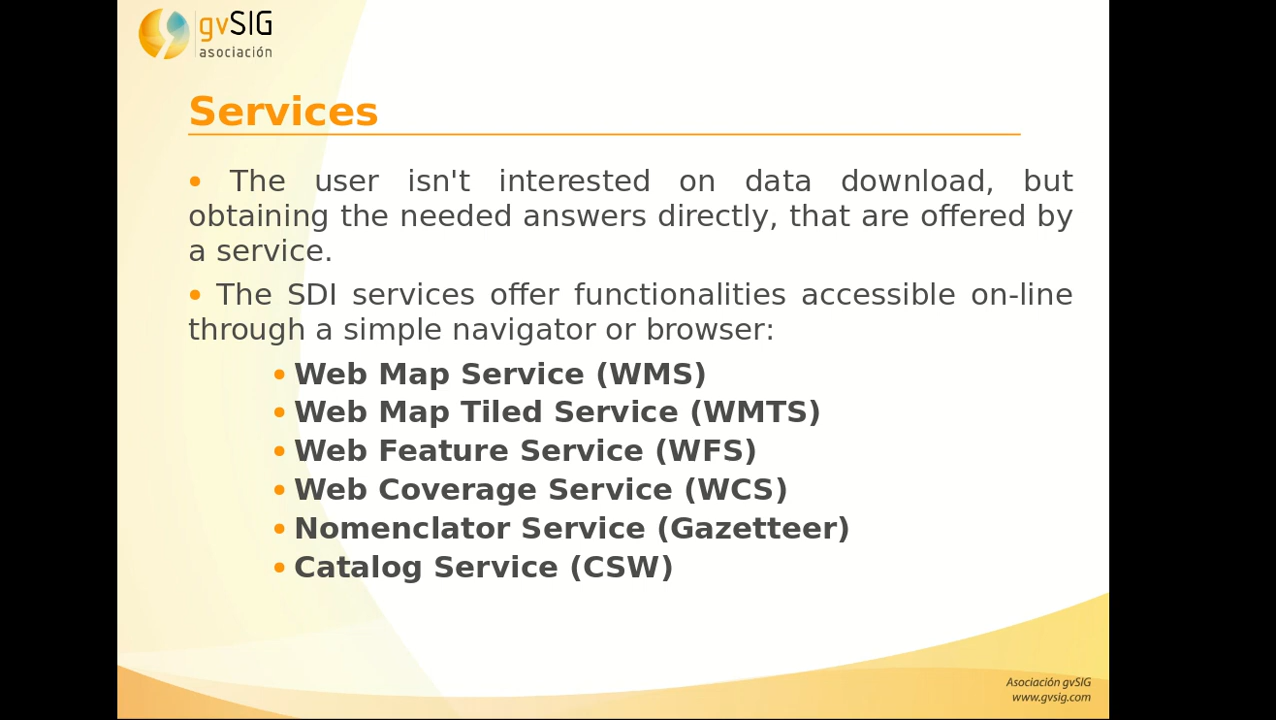 gvSIG
asociación
Services
• The user isn't interested on data download, but
obtaining the needed answers directly, that are offered by
a service.
• The SDI services offer functionalities accessible on-line
through a simple navigator or browser:
• Web Map Service (WMS)
• Web Map Tiled Service (WMTS)
• Web Feature Service (WFS)
• Web Coverage Service (WCS)
• Nomenclator Service (Gazetteer)
• Catalog Service (CSW)
Asociación gvSIG
www.gvsig.com